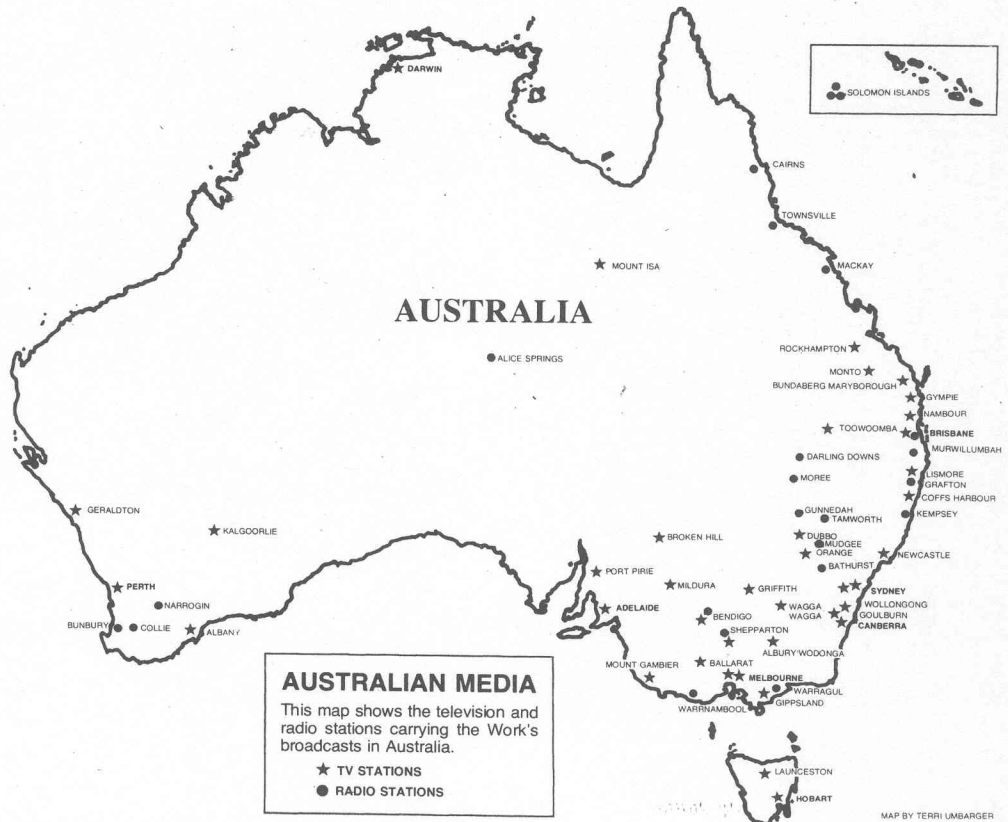 DARWIN
SOLOMON ISLANDS
CAIRNS
TOWNSVILLE
MOUNT ISA
MACKAY
AUSTRALIA
ALICE SPRINGS
ROCKHAMPTON
MONTO
BUNDABERG MARYBOROUGH
GYMPIE
NAMBOUR
TOOWOOMBA
BRISBANE
MURWILLUMBAH
DARLING DOWNS
LISMORE
MOREE
GRAFTON
COFFS HARBOUR
GERALDTON
GUNNEDAH
KEMPSEY
TAMWORTH
KALGOORLIE
BROKEN HILL
DUBBO
MUDGEE
ORANGE
NEWCASTLE
BATHURST
PORT PIRIE
PERTH
MILDURA
GRIFFITH
SYDNEY
NARROGIN
ADELAIDE
WAGGA
WAGGA
WOLLONGONG
GOULBURN
BENDIGO
CANBERRA
BUNBURY
COLLIE
ALBANY
SHEPPARTON
ALBURY WODONGA
MOUNT GAMBIER
BALLARAT
MELBOURNE
WARRAGUL
GIPPSLAND
WARRNAMBOOL
AUSTRALIAN MEDIA
This map shows the television and
radio stations carrying the Work's
broadcasts in Australia.
TV STATIONS
RADIO STATIONS
LAUNCESTON
HOBART
MAP BY TERRI UMBARGER